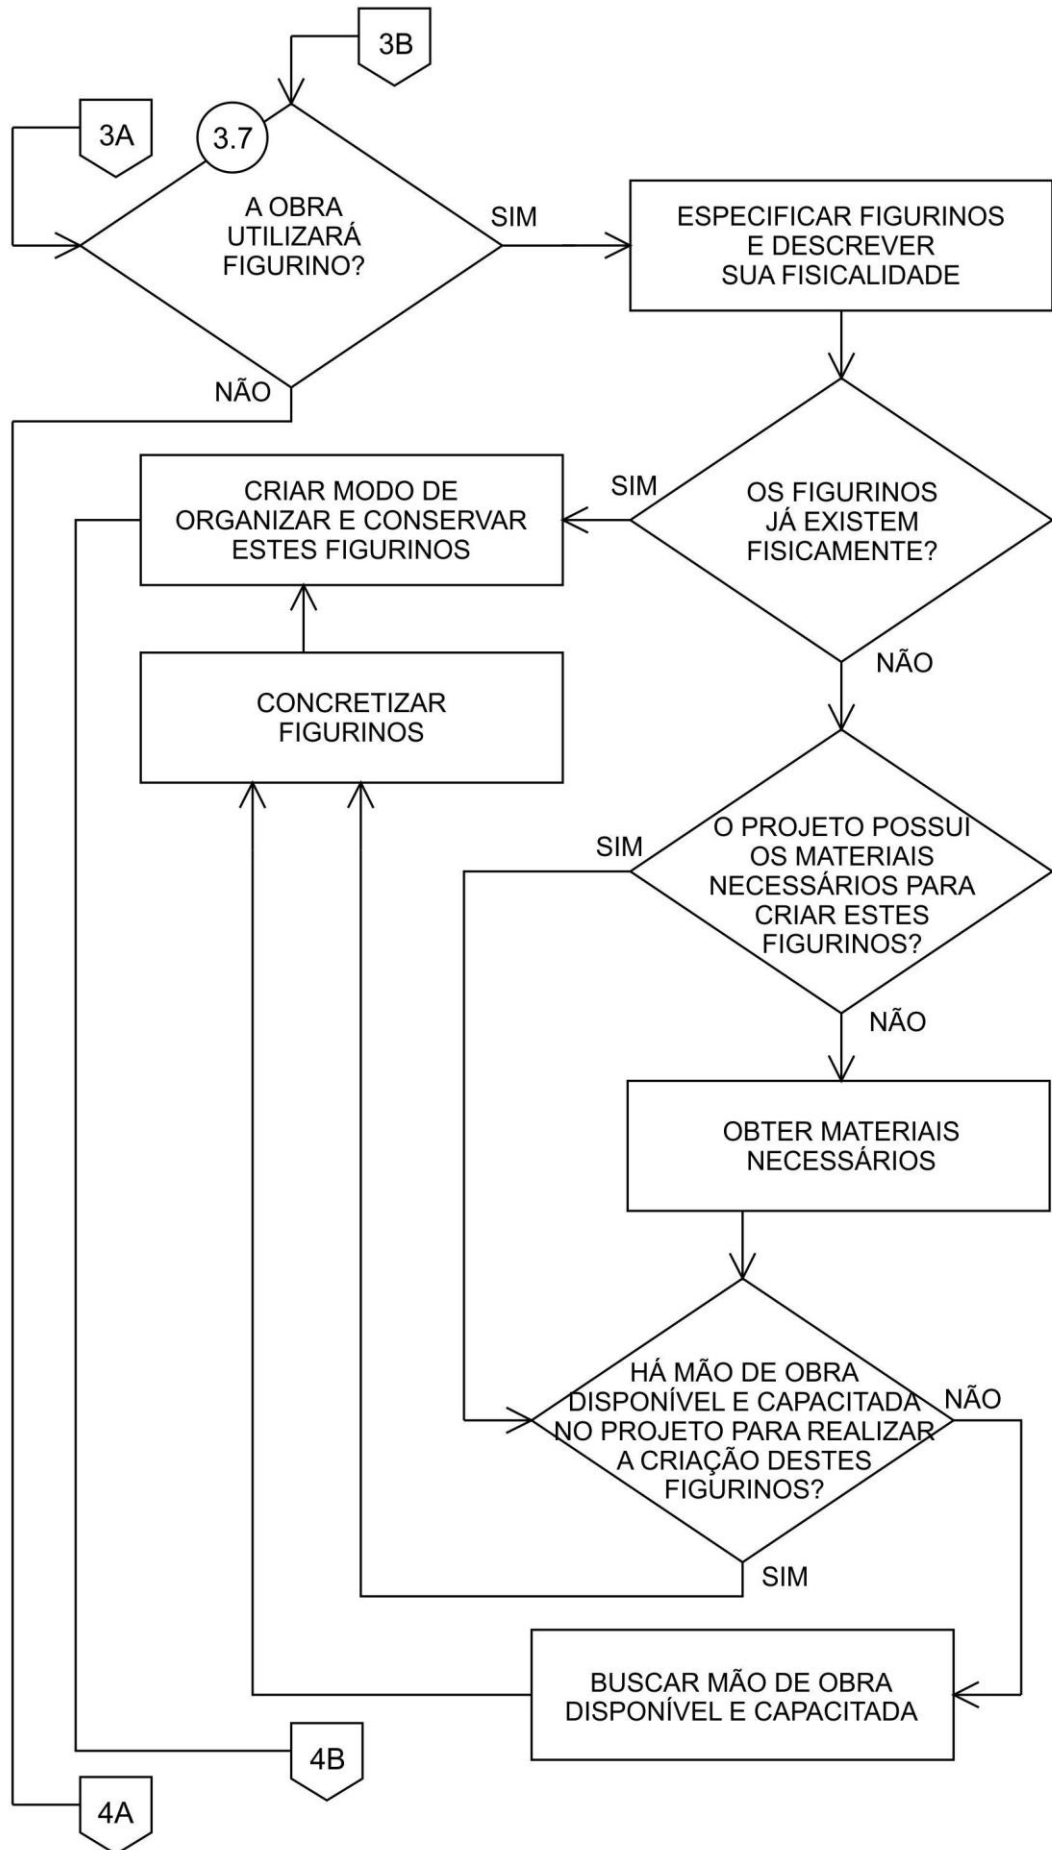 3B
3A
3.7
A OBRA
UTILIZARÁ
FIGURINO?
SIM
ESPECIFICAR FIGURINOS
E DESCREVER
SUA FISICALIDADE
NÃO
SIM
OS FIGURINOS
JÁ EXISTEM
FISICAMENTE?
CRIAR MODO DE
ORGANIZAR E CONSERVAR
ESTES FIGURINOS
NÃO
CONCRETIZAR
FIGURINOS
SIM
O PROJETO POSSUI
OS MATERIAIS
NECESSÁRIOS PARA
CRIAR ESTES
FIGURINOS?
NÃO
OBTER MATERIAIS
NECESSÁRIOS
HÁ MÃO DE OBRA
DISPONÍVEL E CAPACITADA
NO PROJETO PARA REALIZAR
A CRIAÇÃO DESTES
FIGURINOS?
NÃO
SIM
BUSCAR MÃO DE OBRA
DISPONÍVEL E CAPACITADA
4B
4A